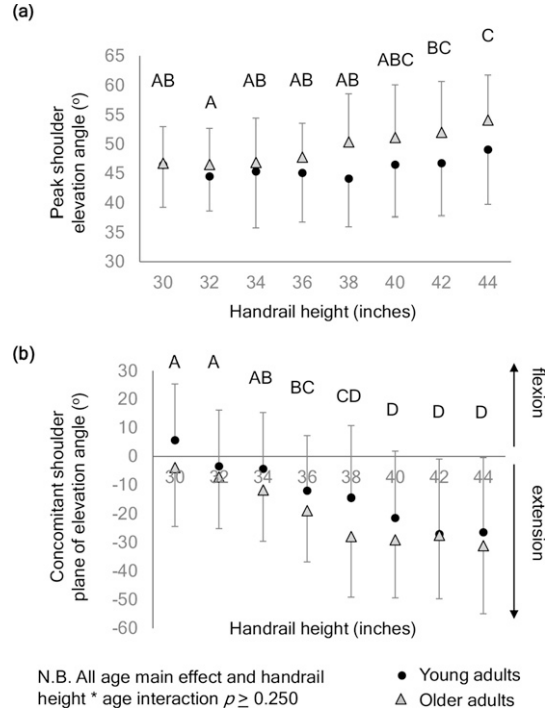 (a)
Peak shoulder
elevation angle (°)
65
60
55
50
45
40
35
30
AB A AB AB AB ABC BC C
30 32 34 36 38 40 42 44
Handrail height (inches)
(b)
Concomitant shoulder
plane of elevation angle (°)
30
20
10
0
-10
-20
-30
-40
-50
-60
A A AB BC CD D D D
30 32 34 36 38 40 42 44
flexion
extension
Handrail height (inches)
N.B. All age main effect and handrail
height * age interaction p ≥ 0.250
Young adults
Older adults